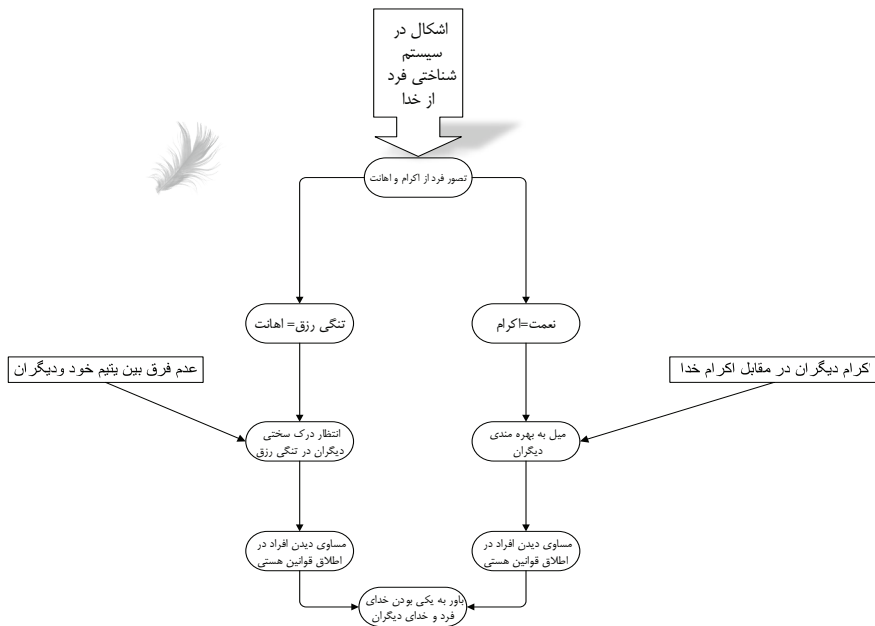 اشکال در
سیستم
شناختی فرد
از خدا
تصور فرد از اکرام و اهانت
نعمت=اکرام
تنگی رزق= اهانت
اکرام دیگران در مقابل اکرام خدا
عدم فرق بین یتیم خود ودیگران
میل به بهره مندی
دیگران
انتظار درک سختی
دیگران در تنگی رزق
مساوی دیدن افراد در
اطلاق قوانین هستی
مساوی دیدن افراد در
اطلاق قوانین هستی
باور به یکی بودن خدای
فرد و خدای دیگران